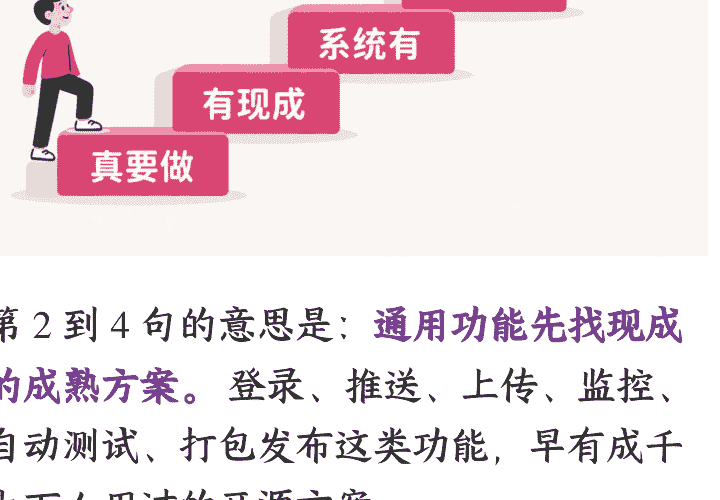 系统有
有现成
真要做
第 2 到 4 句的意思是：通用功能先找现成
的成熟方案。登录、推送、上传、监控、
自动测试、打包发布这类功能，早有成千